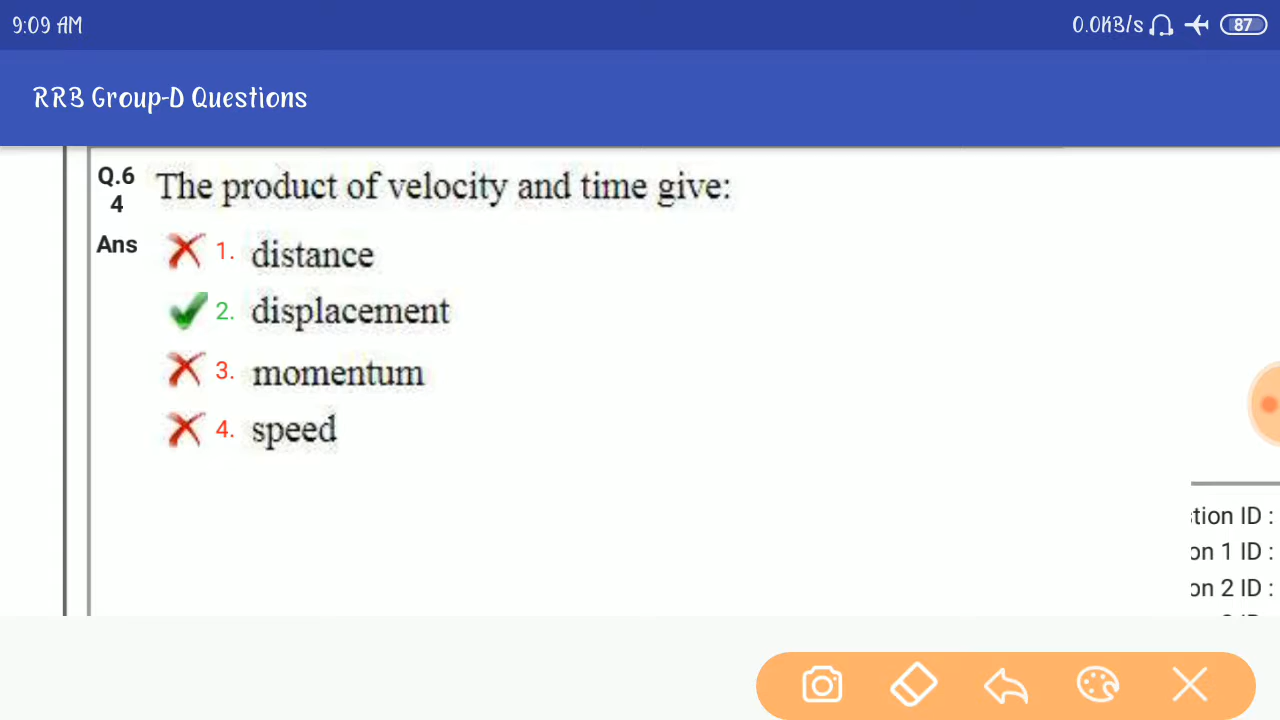 9:09 AM
0.0KB/s
87
RRB Group-D Questions
Q.6
4
The product of velocity and time give:
Ans
1. distance
2. displacement
3. momentum
4. speed
tion ID :
on 1 ID :
on 2 ID :